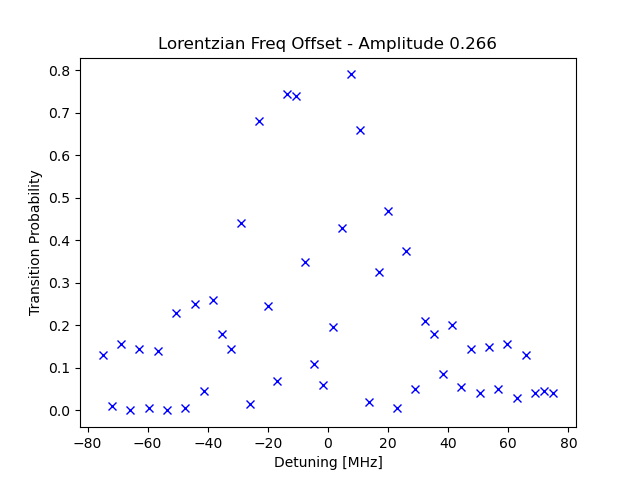 Lorentzian Freq Offset - Amplitude 0.266
Transition Probability
0.8
0.7
0.6
0.5
0.4
0.3
0.2
0.1
0.0
−80 −60 −40 −20 0 20 40 60 80
Detuning [MHz]